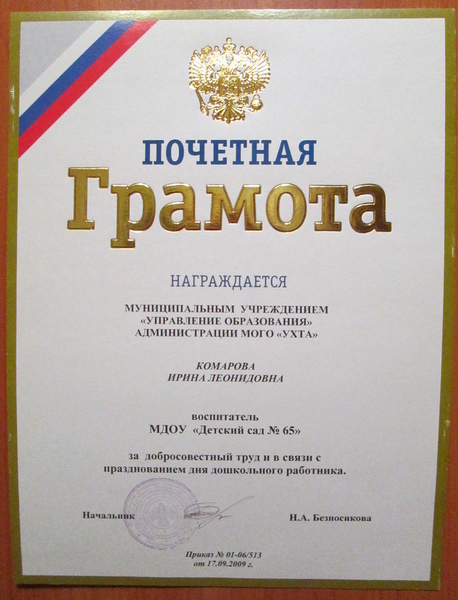 ПОЧЕТНАЯ
Грамота
НАГРАЖДАЕТСЯ
МУНИЦИПАЛЬНЫМ УЧРЕЖДЕНИЕМ
«УПРАВЛЕНИЕ ОБРАЗОВАНИЯ»
АДМИНИСТРАЦИИ МОГО «УХТА»
КОМАРОВА
ИРИНА ЛЕОНИДОВНА
воспитатель
МДОУ «Детский сад № 65»
за добросовестный труд и в связи с
празднованием дня дошкольного работника.
Начальник Н.А. Безносикова
Приказ № 01-06/513
от 17.09.2009 г.